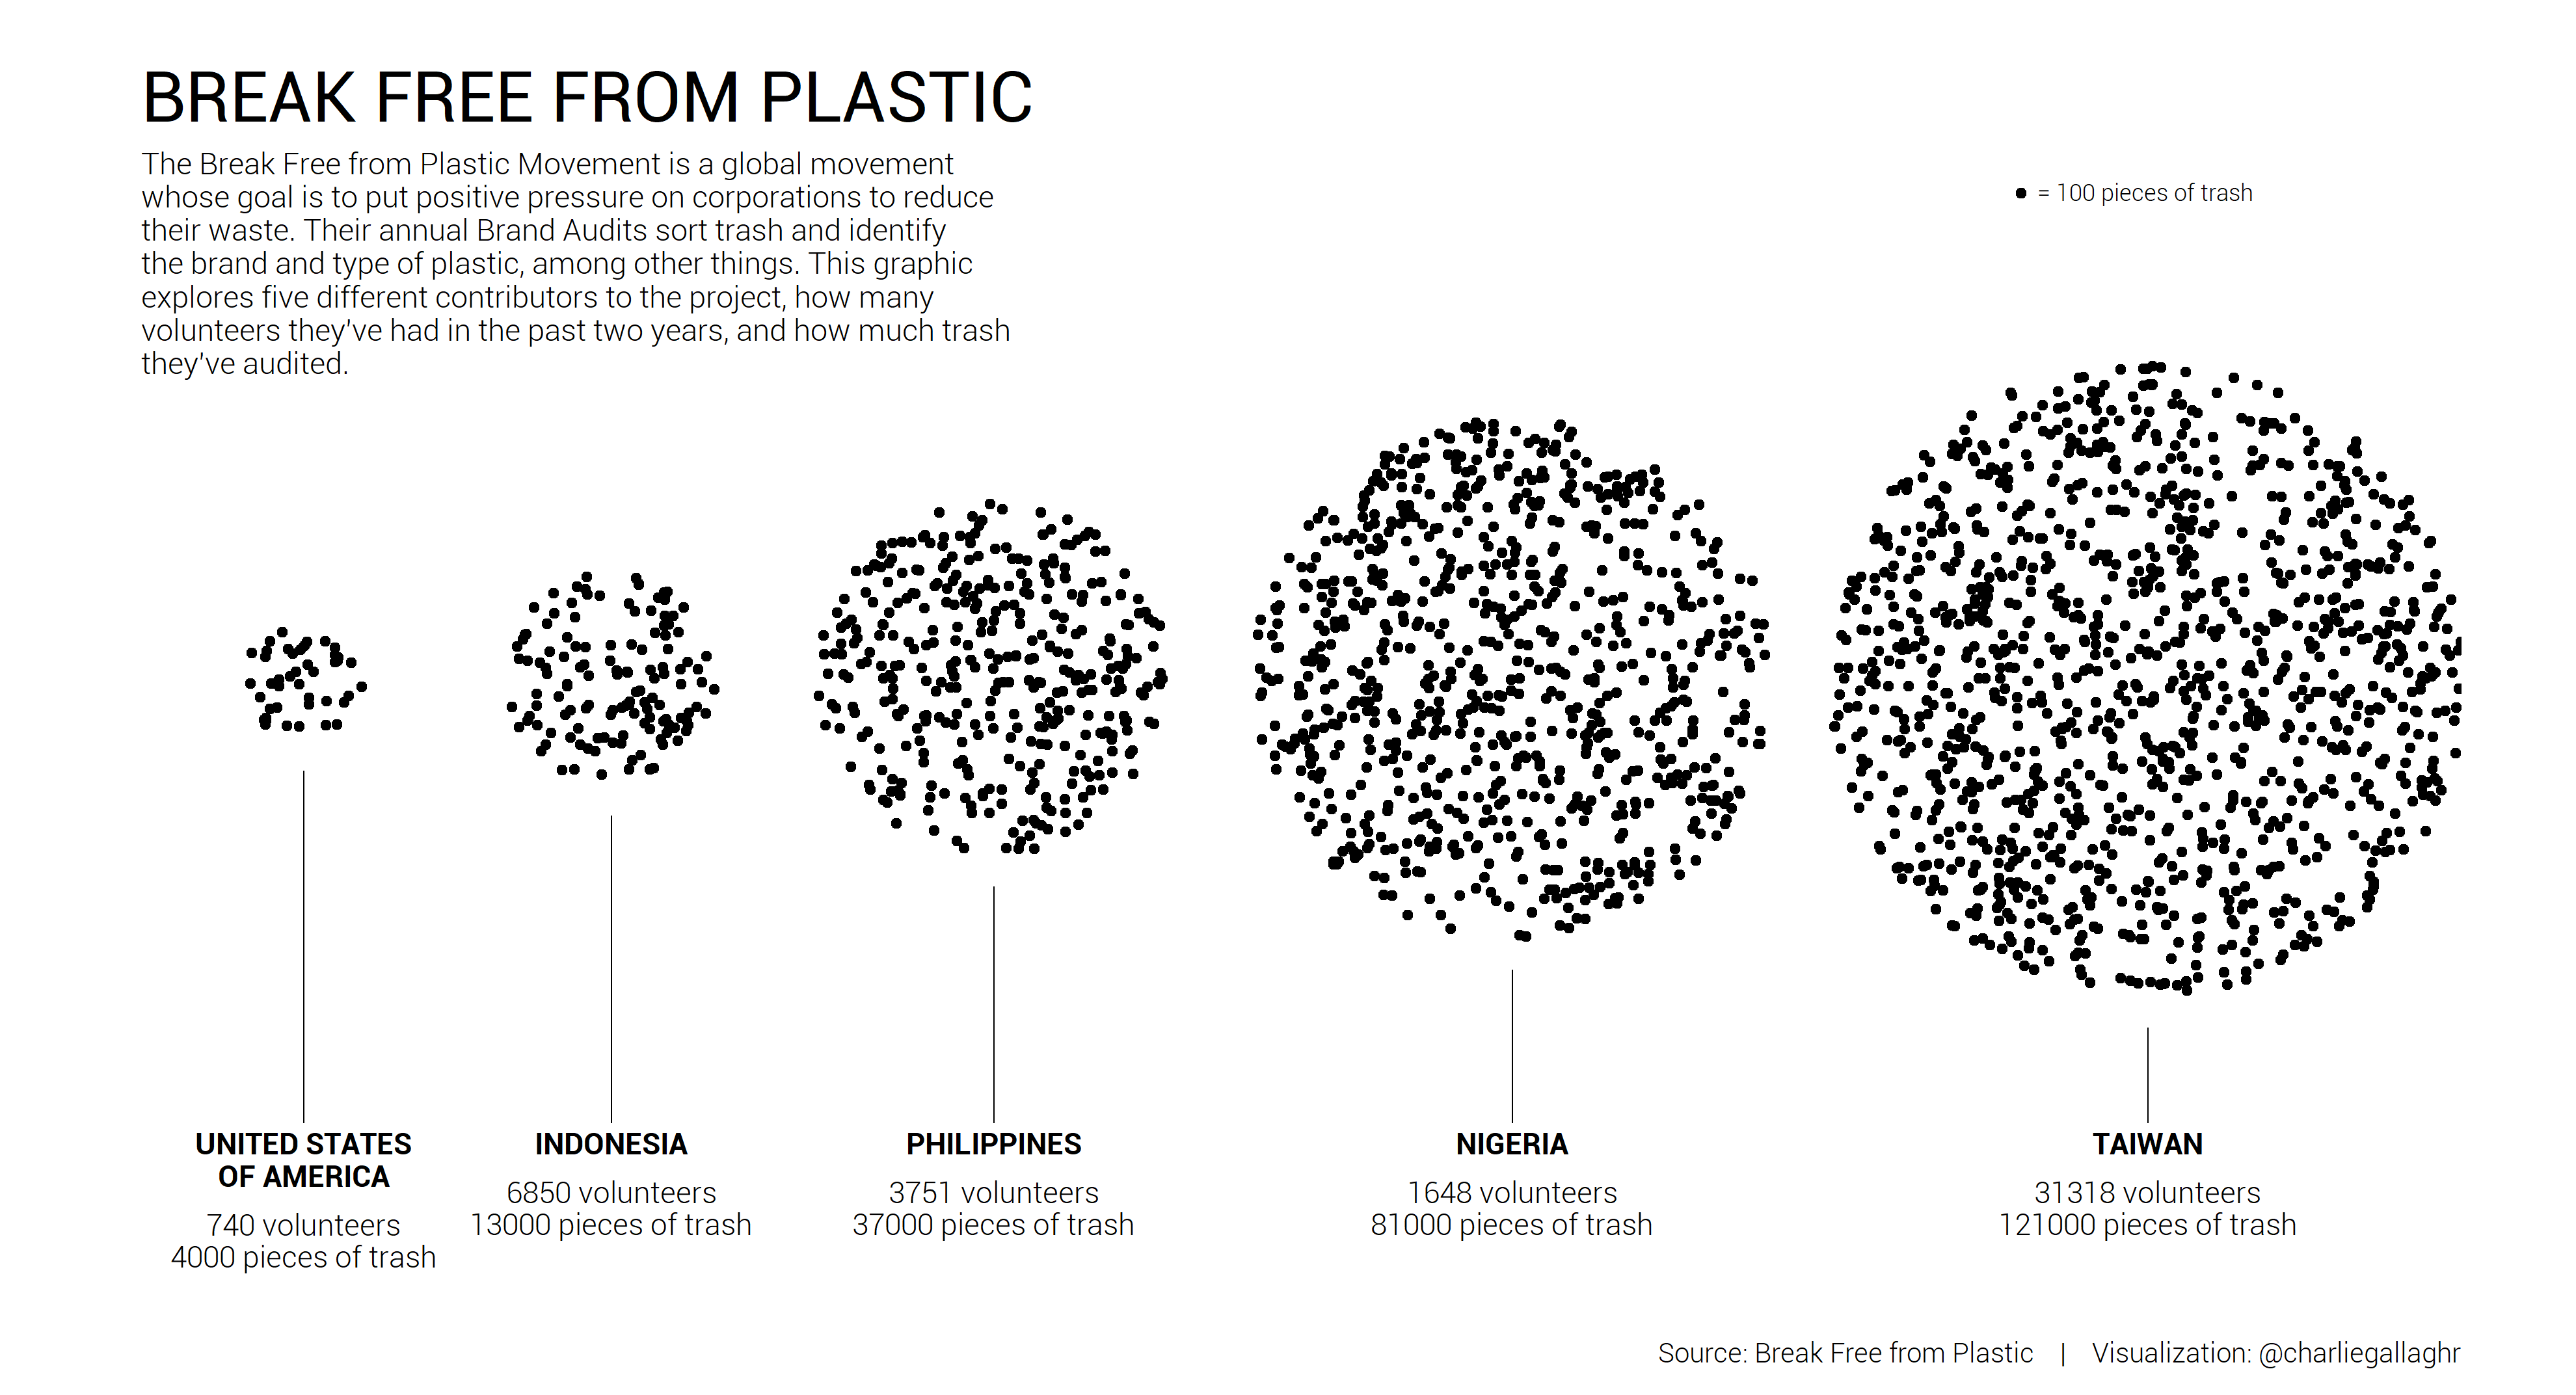 BREAK FREE FROM PLASTIC
The Break Free from Plastic Movement is a global movement
whose goal is to put positive pressure on corporations to reduce
their waste. Their annual Brand Audits sort trash and identify
the brand and type of plastic, among other things. This graphic
explores five different contributors to the project, how many
volunteers they've had in the past two years, and how much trash
they've audited.
= 100 pieces of trash
UNITED STATES
OF AMERICA
740 volunteers
4000 pieces of trash
INDONESIA
6850 volunteers
13000 pieces of trash
PHILIPPINES
3751 volunteers
37000 pieces of trash
NIGERIA
1648 volunteers
81000 pieces of trash
TAIWAN
31318 volunteers
121000 pieces of trash
Source: Break Free from Plastic | Visualization: @charliegallaghr